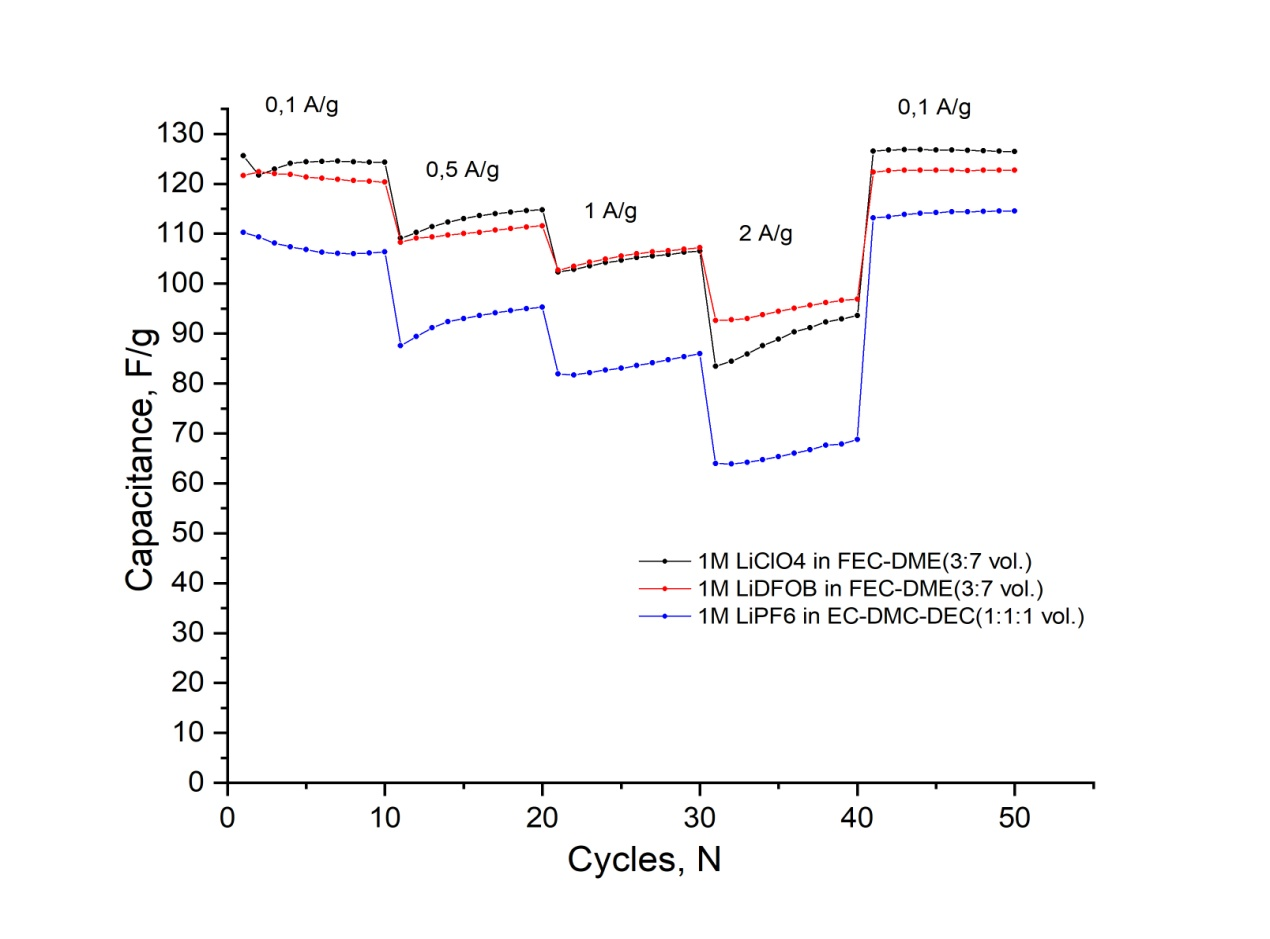 0,1 A/g
0,1 A/g
0,5 A/g
1 A/g
2 A/g
Capacitance, F/g
130
120
110
100
90
80
70
60
50
40
30
20
10
0
1M LiClO4 in FEC-DME(3:7 vol.)
1M LiDFOB in FEC-DME(3:7 vol.)
1M LiPF6 in EC-DMC-DEC(1:1:1 vol.)
0 10 20 30 40 50
Cycles, N